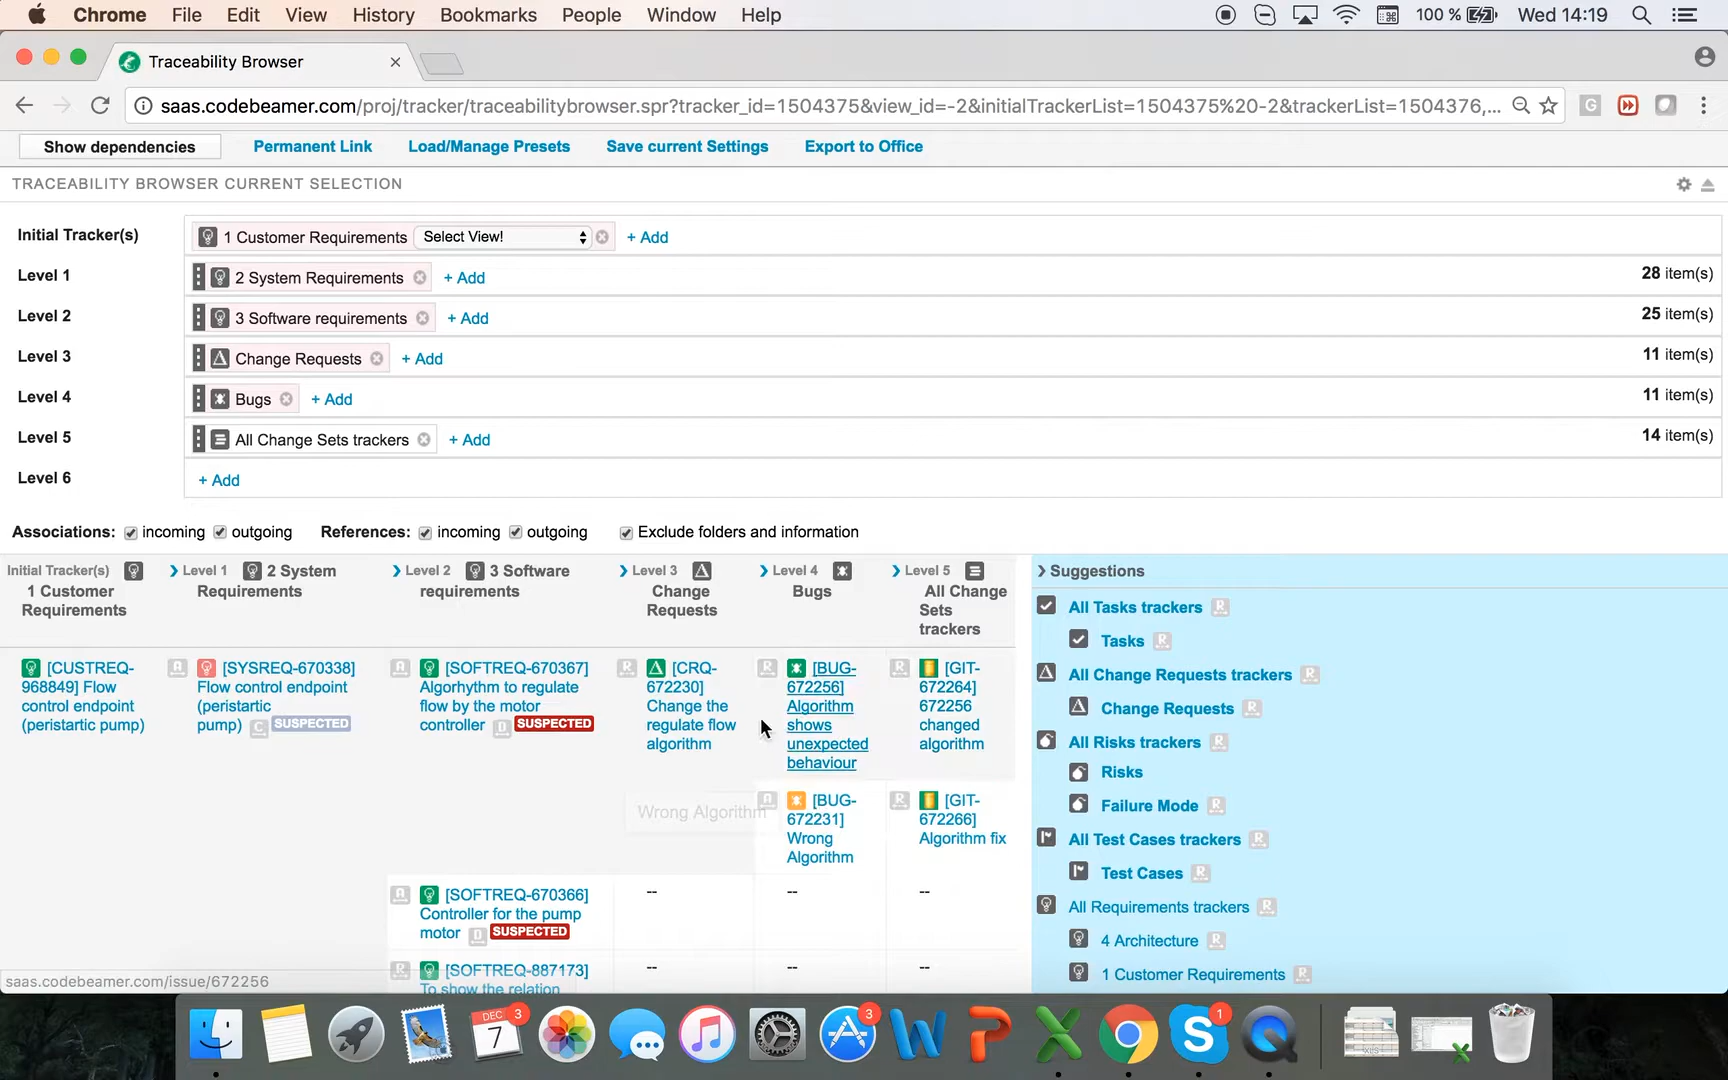 Chrome File Edit View History Bookmarks People Window Help 100 % Wed 14:19
Traceability Browser
saas.codebeamer.com/proj/tracker/traceabilitybrowser.spr?tracker_id=1504375&view_id=-2&initialTrackerList=1504375%20-2&trackerList=1504376,... G
Show dependencies Permanent Link Load/Manage Presets Save current Settings Export to Office
TRACEABILITY BROWSER CURRENT SELECTION
Initial Tracker(s) 1 Customer Requirements Select View! + Add
Level 1 2 System Requirements + Add 28 item(s)
Level 2 3 Software requirements + Add 25 item(s)
Level 3 Change Requests + Add 11 item(s)
Level 4 Bugs + Add 11 item(s)
Level 5 All Change Sets trackers + Add 14 item(s)
Level 6 + Add
Associations: incoming outgoing References: incoming outgoing Exclude folders and information
Initial Tracker(s)
1 Customer
Requirements
Level 1 2 System
Requirements
Level 2 3 Software
requirements
Level 3
Change
Requests
Level 4
Bugs
Level 5
All Change
Sets
trackers
[CUSTREQ-
968849] Flow
control endpoint
(peristartic pump)
A [SYSREQ-670338]
Flow control endpoint
(peristartic
pump) C SUSPECTED
A [SOFTREQ-670367]
Algorhythm to regulate
flow by the motor
controller D SUSPECTED
R [CRQ-
672230]
Change the
regulate flow
algorithm
R [BUG-
672256]
Algorithm
shows
unexpected
behaviour
R [GIT-
672264]
672256
changed
algorithm
Wrong Algorithm
A [BUG-
672231]
Wrong
Algorithm
R [GIT-
672266]
Algorithm fix
A [SOFTREQ-670366]
Controller for the pump
motor D SUSPECTED
-- -- --
R [SOFTREQ-887173]
To show the relation
-- -- --
Suggestions
All Tasks trackers R
Tasks R
All Change Requests trackers R
Change Requests R
All Risks trackers R
Risks
Failure Mode R
All Test Cases trackers R
Test Cases R
All Requirements trackers R
4 Architecture R
1 Customer Requirements R
saas.codebeamer.com/issue/672256
DEC 3
7
3
1